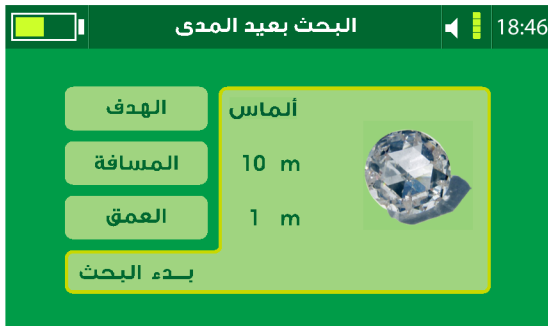 البحث بعيد المدى
18:46
الهدف
ألماس
المسافة
10 m
العمق
1 m
بــدء البحث